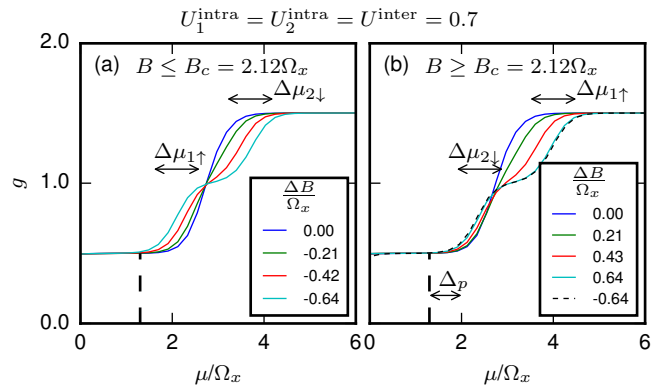 U₁^intra = U₂^intra = U^inter = 0.7
2.0
(a) B ≤ B_c = 2.12Ω_x
Δμ_2↓
Δμ_1↑
g
1.0
ΔB/Ω_x
0.00
-0.21
-0.42
-0.64
0.0
0 2 4 6
μ/Ω_x
(b) B ≥ B_c = 2.12Ω_x
Δμ_1↑
Δμ_2↓
Δ_p
ΔB/Ω_x
0.00
0.21
0.43
0.64
-0.64
0 2 4 6
μ/Ω_x